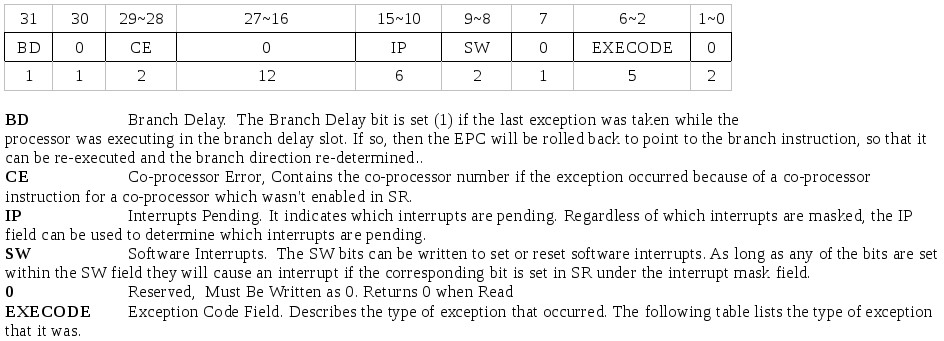 31 30 29~28 27~16 15~10 9~8 7 6~2 1~0
BD 0 CE 0 IP SW 0 EXECODE 0
1 1 2 12 6 2 1 5 2
BD Branch Delay. The Branch Delay bit is set (1) if the last exception was taken while the
processor was executing in the branch delay slot. If so, then the EPC will be rolled back to point to the branch instruction, so that it
can be re-executed and the branch direction re-determined..
CE Co-processor Error, Contains the co-processor number if the exception occurred because of a co-processor
instruction for a co-processor which wasn't enabled in SR.
IP Interrupts Pending. It indicates which interrupts are pending. Regardless of which interrupts are masked, the IP
field can be used to determine which interrupts are pending.
SW Software Interrupts. The SW bits can be written to set or reset software interrupts. As long as any of the bits are set
within the SW field they will cause an interrupt if the corresponding bit is set in SR under the interrupt mask field.
0 Reserved, Must Be Written as 0. Returns 0 when Read
EXECODE Exception Code Field. Describes the type of exception that occurred. The following table lists the type of exception
that it was.